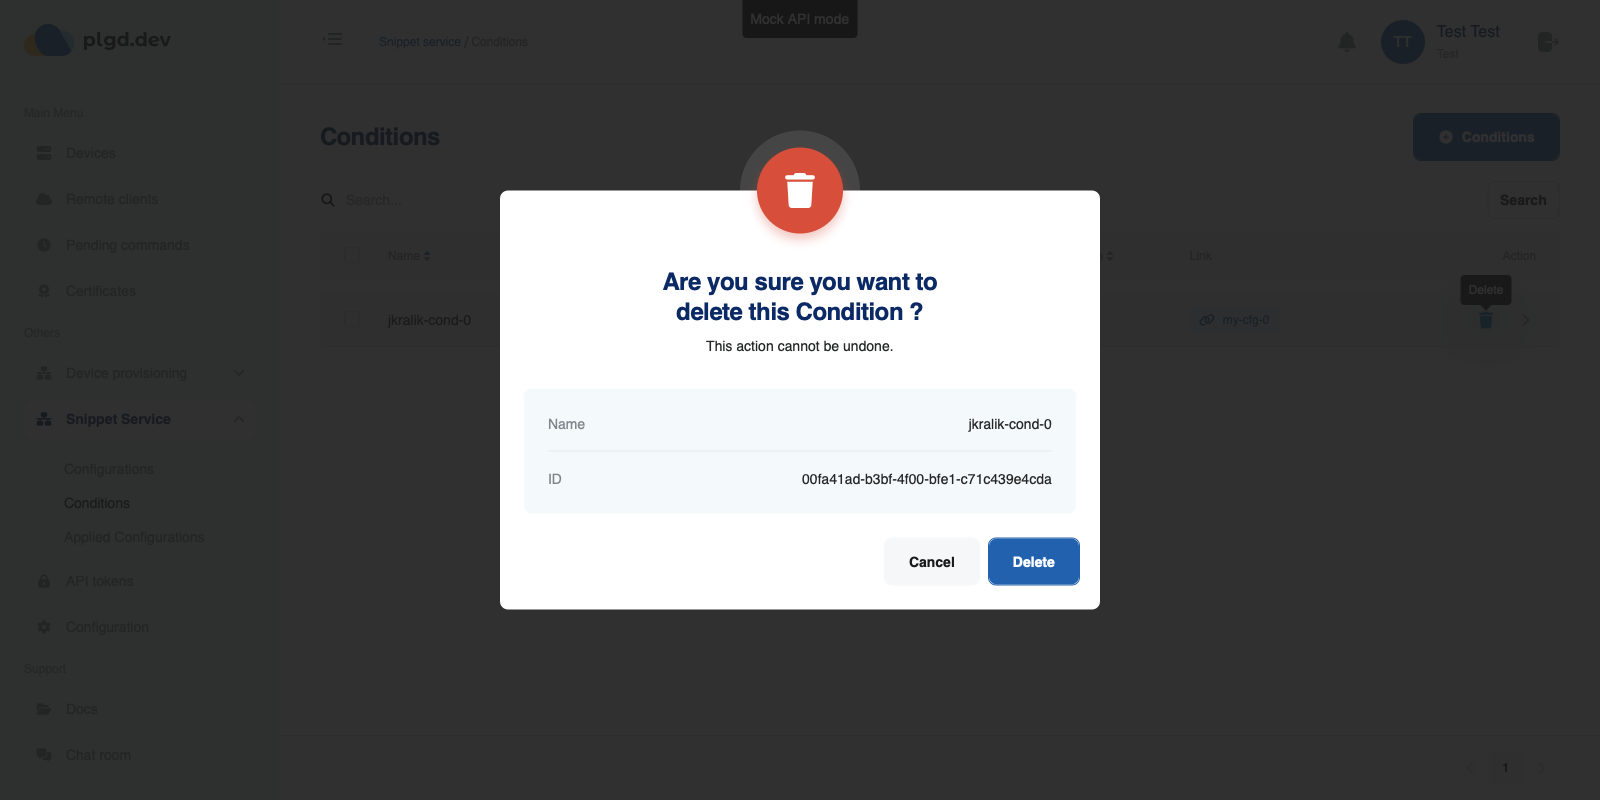 Mock API mode
plgd.dev
Snippet service / Conditions
TT
Test Test
Test
Main Menu
Devices
Remote clients
Pending commands
Certificates
Others
Device provisioning
Snippet Service
Configurations
Conditions
Applied Configurations
API tokens
Configuration
Support
Docs
Chat room
Conditions
Conditions
Search...
Search
Name
Link
Action
Delete
jkralik-cond-0
my-cfg-0
Are you sure you want to
delete this Condition ?
This action cannot be undone.
Name
jkralik-cond-0
ID
00fa41ad-b3bf-4f00-bfe1-c71c439e4cda
Cancel
Delete
1